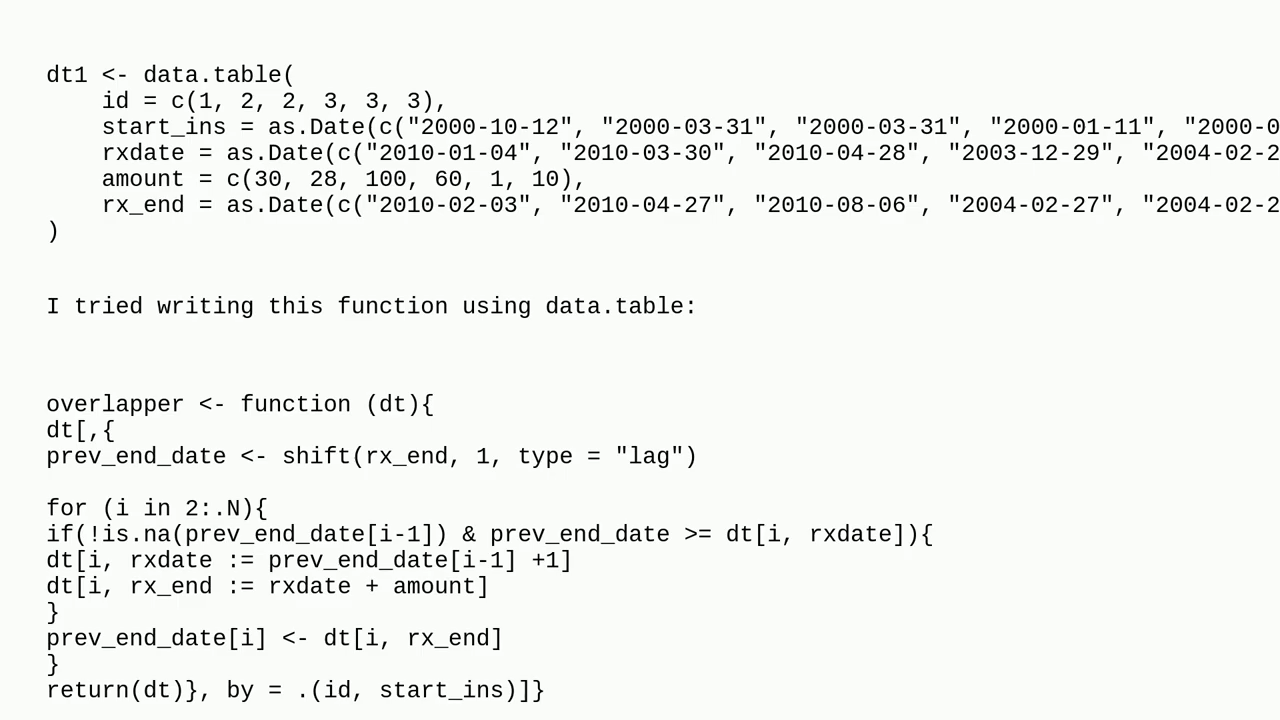 dt1 <- data.table(
    id = c(1, 2, 2, 3, 3, 3),
    start_ins = as.Date(c("2000-10-12", "2000-03-31", "2000-03-31", "2000-01-11", "2000-0
    rxdate = as.Date(c("2010-01-04", "2010-03-30", "2010-04-28", "2003-12-29", "2004-02-2
    amount = c(30, 28, 100, 60, 1, 10),
    rx_end = as.Date(c("2010-02-03", "2010-04-27", "2010-08-06", "2004-02-27", "2004-02-2
)
I tried writing this function using data.table:
overlapper <- function (dt){
dt[,{
prev_end_date <- shift(rx_end, 1, type = "lag")
for (i in 2:.N){
if(!is.na(prev_end_date[i-1]) & prev_end_date >= dt[i, rxdate]){
dt[i, rxdate := prev_end_date[i-1] +1]
dt[i, rx_end := rxdate + amount]
}
prev_end_date[i] <- dt[i, rx_end]
}
return(dt)}, by = .(id, start_ins)]}